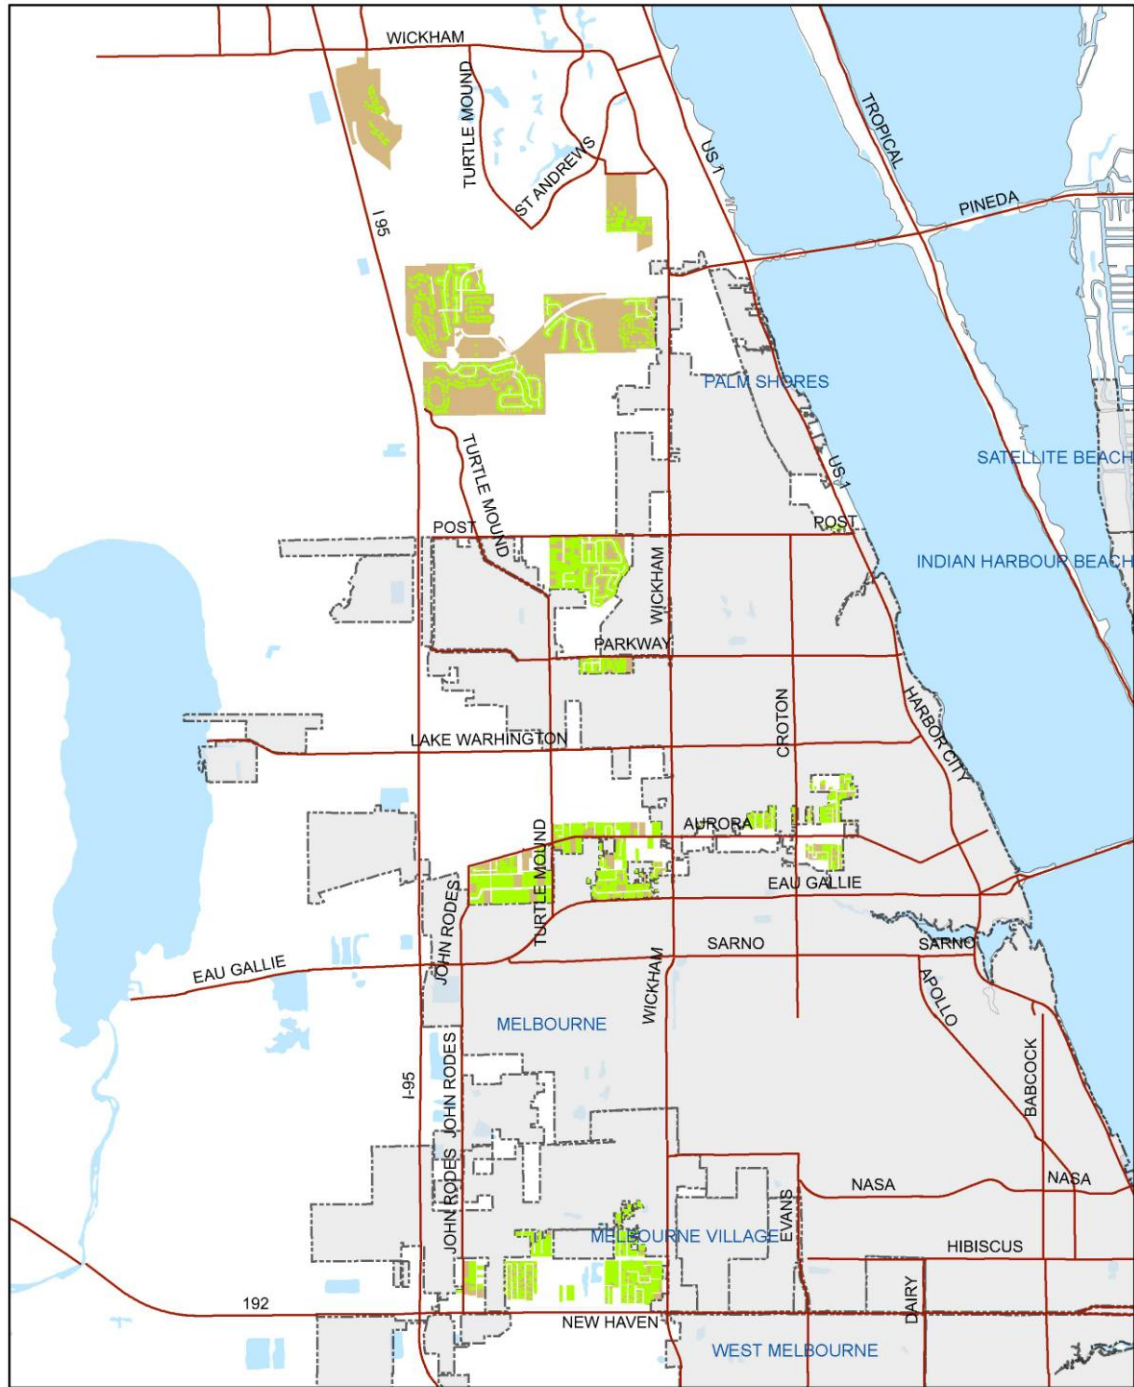 WICKHAM
TURTLE MOUND
ST ANDREWS
US 1
TROPICAL
PINEDA
I 95
PALM SHORES
SATELLITE BEACH
US 1
TURTLE MOUND
POST
POST
INDIAN HARBOUR BEACH
WICKHAM
PARKWAY
CROTON
HARBOR CITY
LAKE WARHINGTON
AURORA
TURTLE MOUND
EAU GALLIE
JOHN RODES
SARNO
SARNO
EAU GALLIE
WICKHAM
APOLLO
MELBOURNE
BABCOCK
I-95
JOHN RODES
JOHN RODES
NASA
NASA
EVANS
MELBOURNE VILLAGE
HIBISCUS
DAIRY
192
NEW HAVEN
WEST MELBOURNE